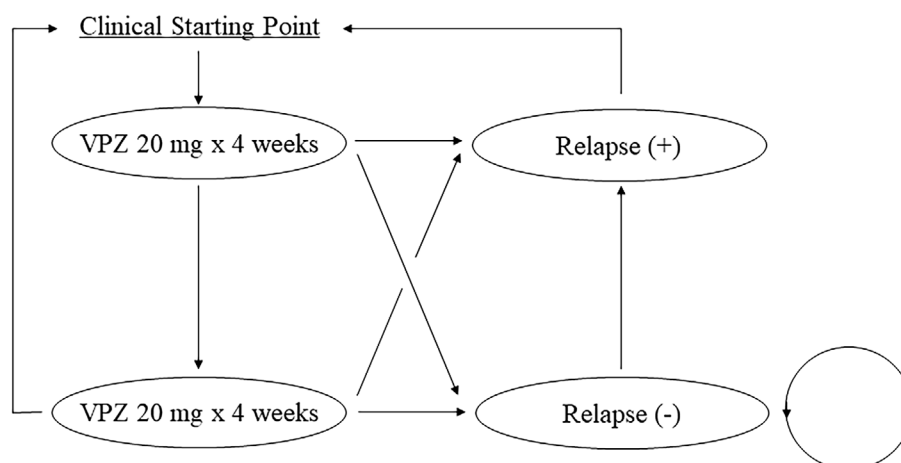 Clinical Starting Point
VPZ 20 mg x 4 weeks
Relapse (+)
VPZ 20 mg x 4 weeks
Relapse (-)